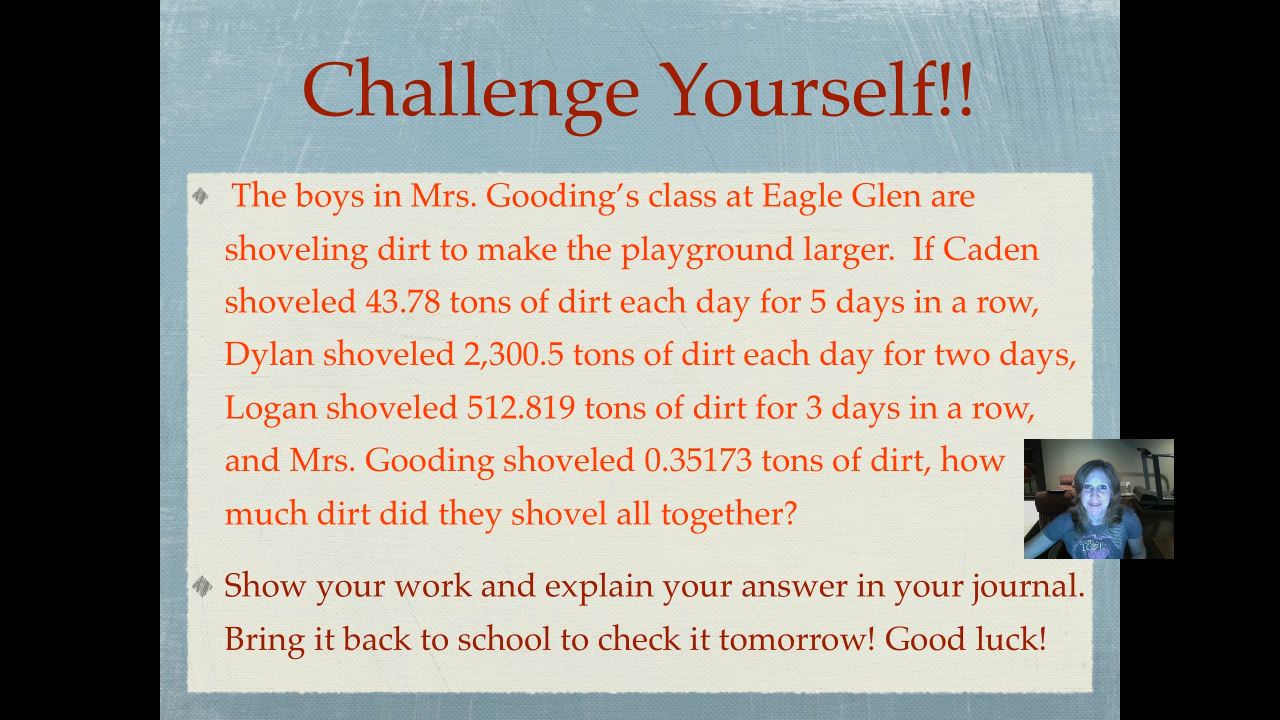 Challenge Yourself!!
The boys in Mrs. Gooding’s class at Eagle Glen are
shoveling dirt to make the playground larger.  If Caden
shoveled 43.78 tons of dirt each day for 5 days in a row,
Dylan shoveled 2,300.5 tons of dirt each day for two days,
Logan shoveled 512.819 tons of dirt for 3 days in a row,
and Mrs. Gooding shoveled 0.35173 tons of dirt, how
much dirt did they shovel all together?
Show your work and explain your answer in your journal.
Bring it back to school to check it tomorrow! Good luck!